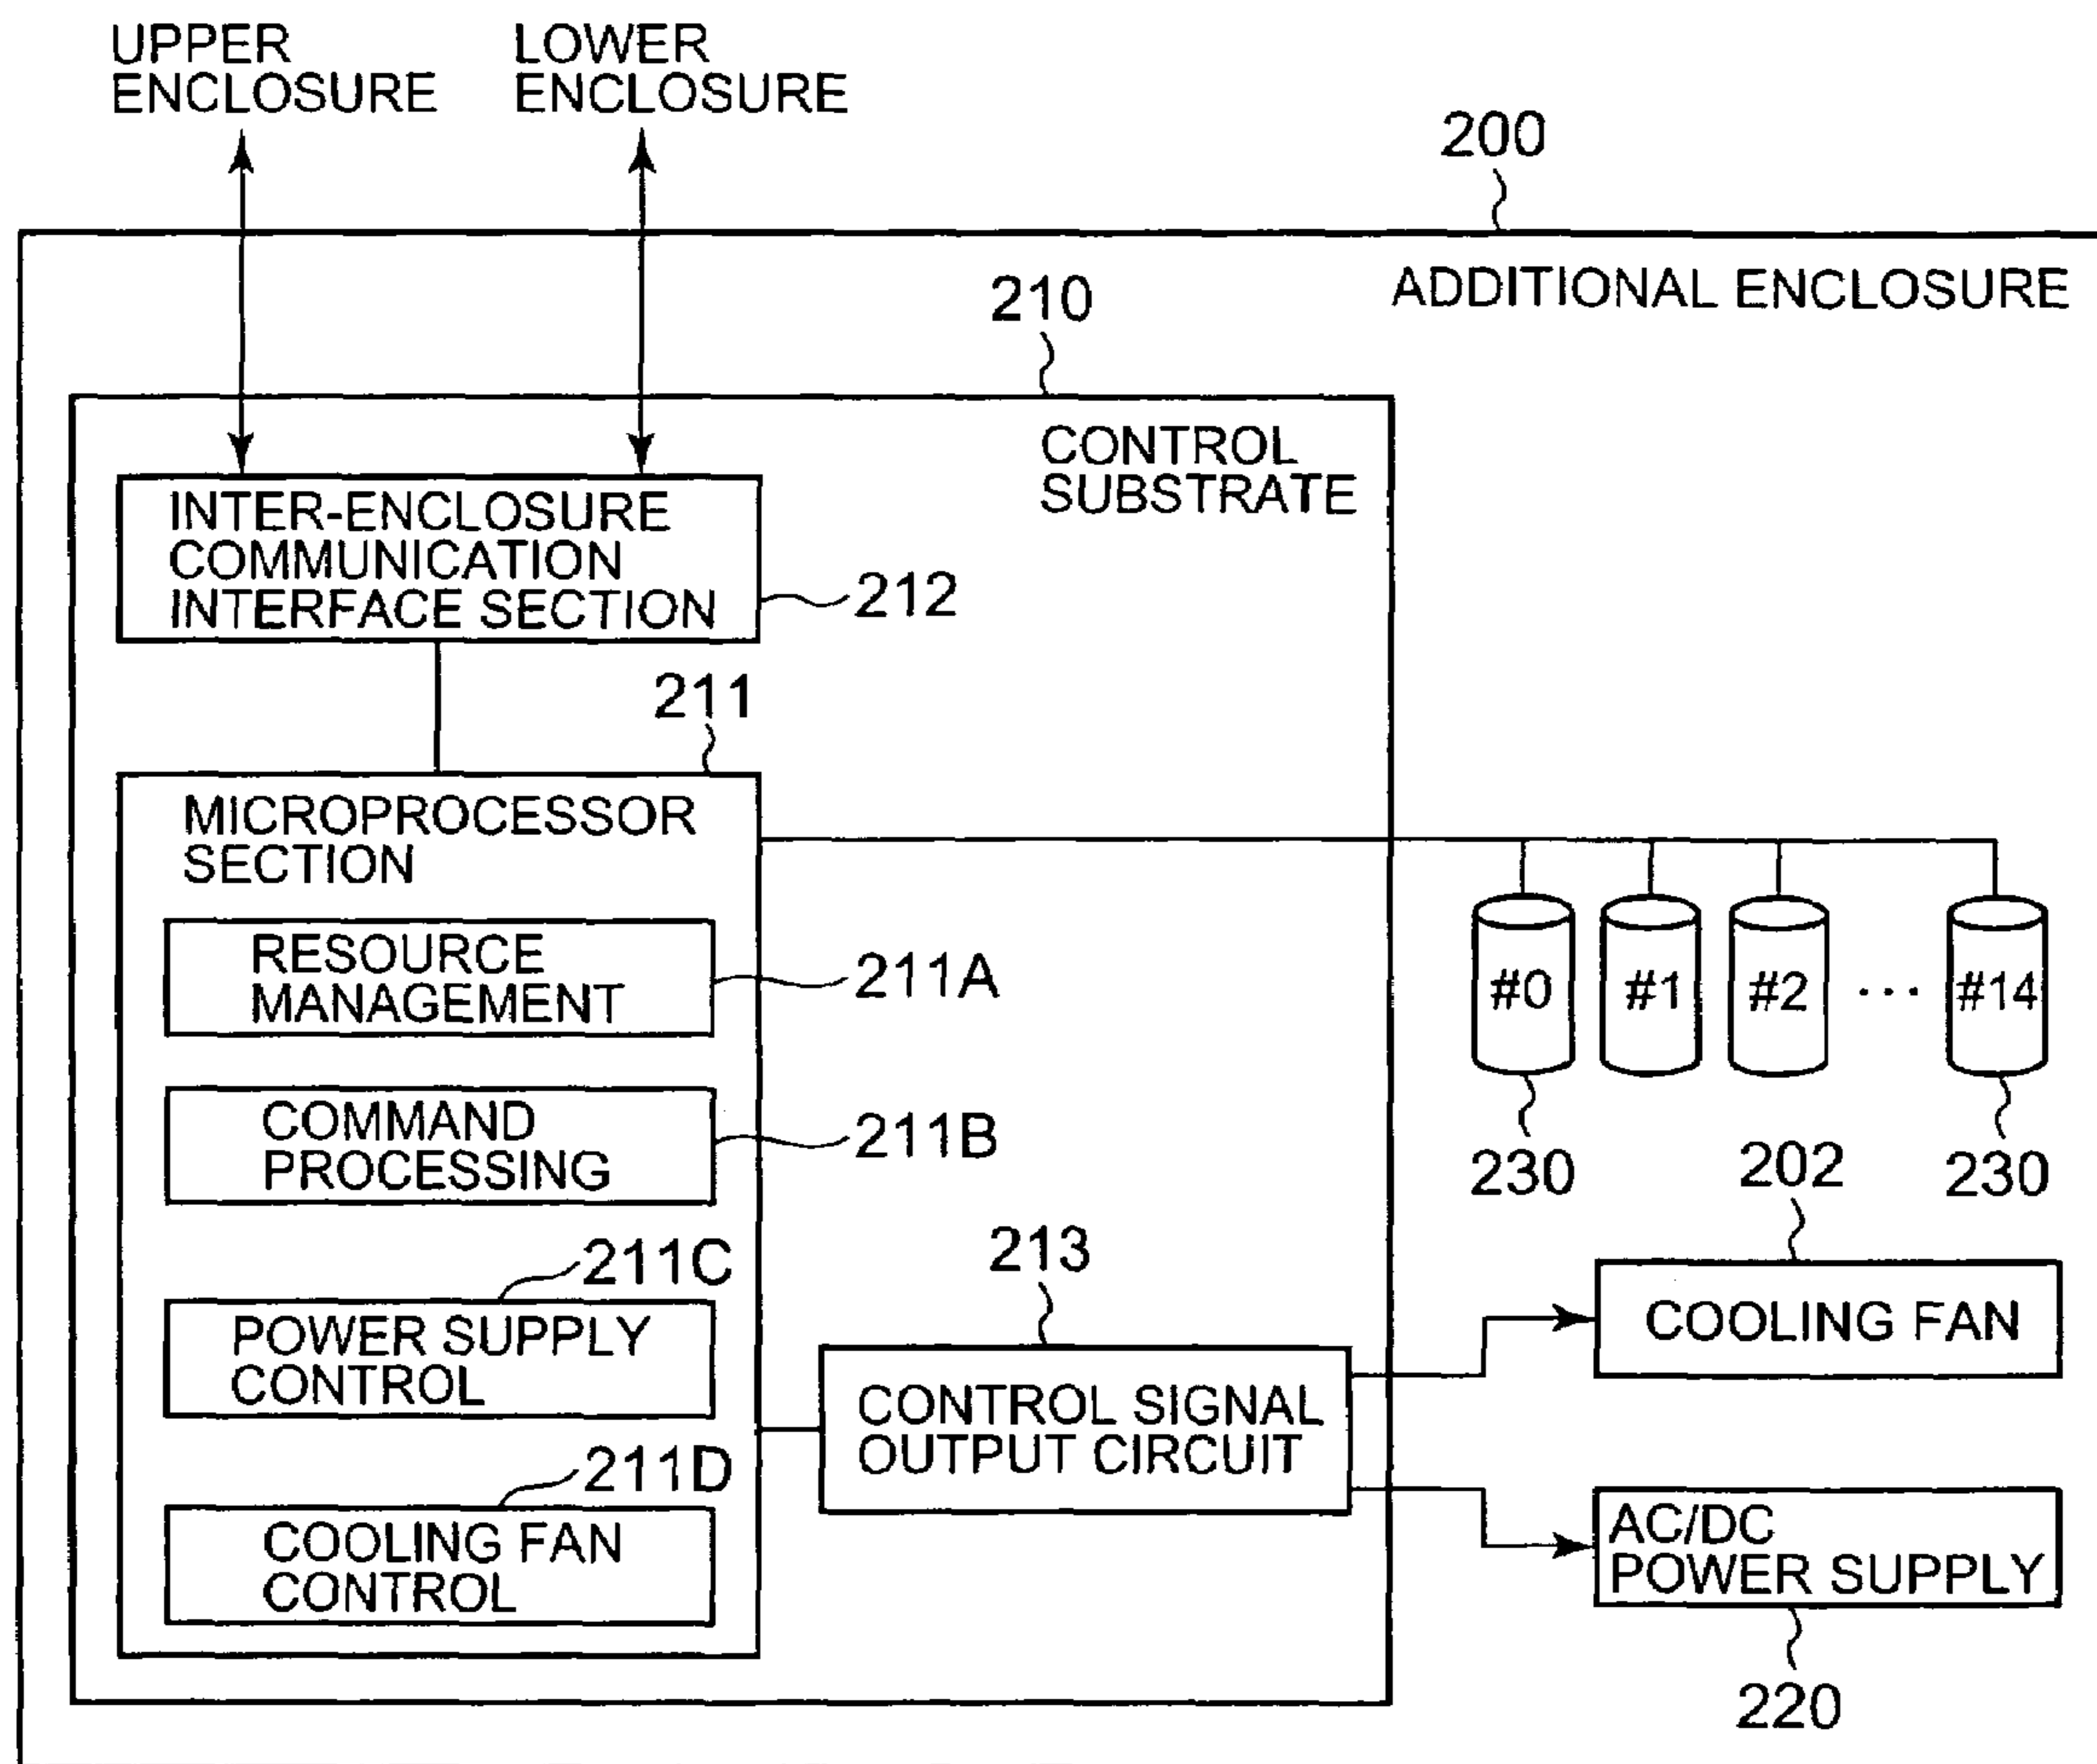 UPPER
ENCLOSURE
LOWER
ENCLOSURE
200
ADDITIONAL ENCLOSURE
210
CONTROL
SUBSTRATE
INTER-ENCLOSURE
COMMUNICATION
INTERFACE SECTION
212
211
MICROPROCESSOR
SECTION
RESOURCE
MANAGEMENT
211A
COMMAND
PROCESSING
211B
211C
POWER SUPPLY
CONTROL
211D
COOLING FAN
CONTROL
213
CONTROL SIGNAL
OUTPUT CIRCUIT
#0 #1 #2 ... #14
230
230
202
COOLING FAN
AC/DC
POWER SUPPLY
220